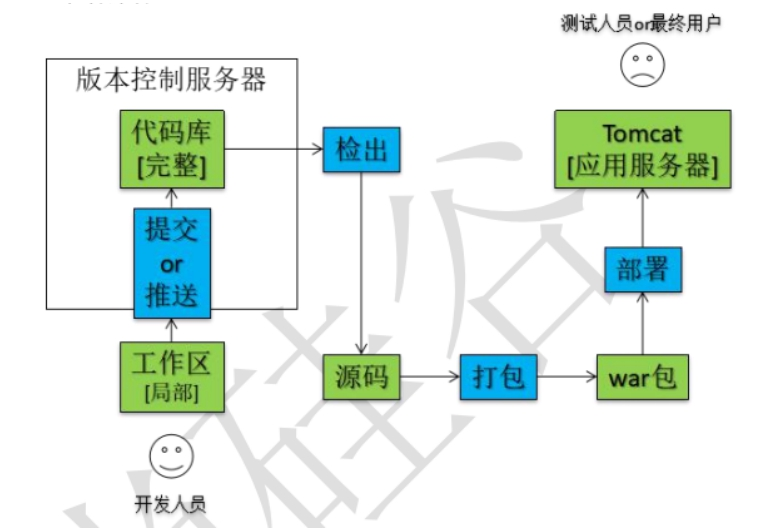 测试人员or最终用户
版本控制服务器
代码库
[完整]
检出
Tomcat
[应用服务器]
提交
or
推送
部署
工作区
[局部]
源码
打包
war包
开发人员
硅谷